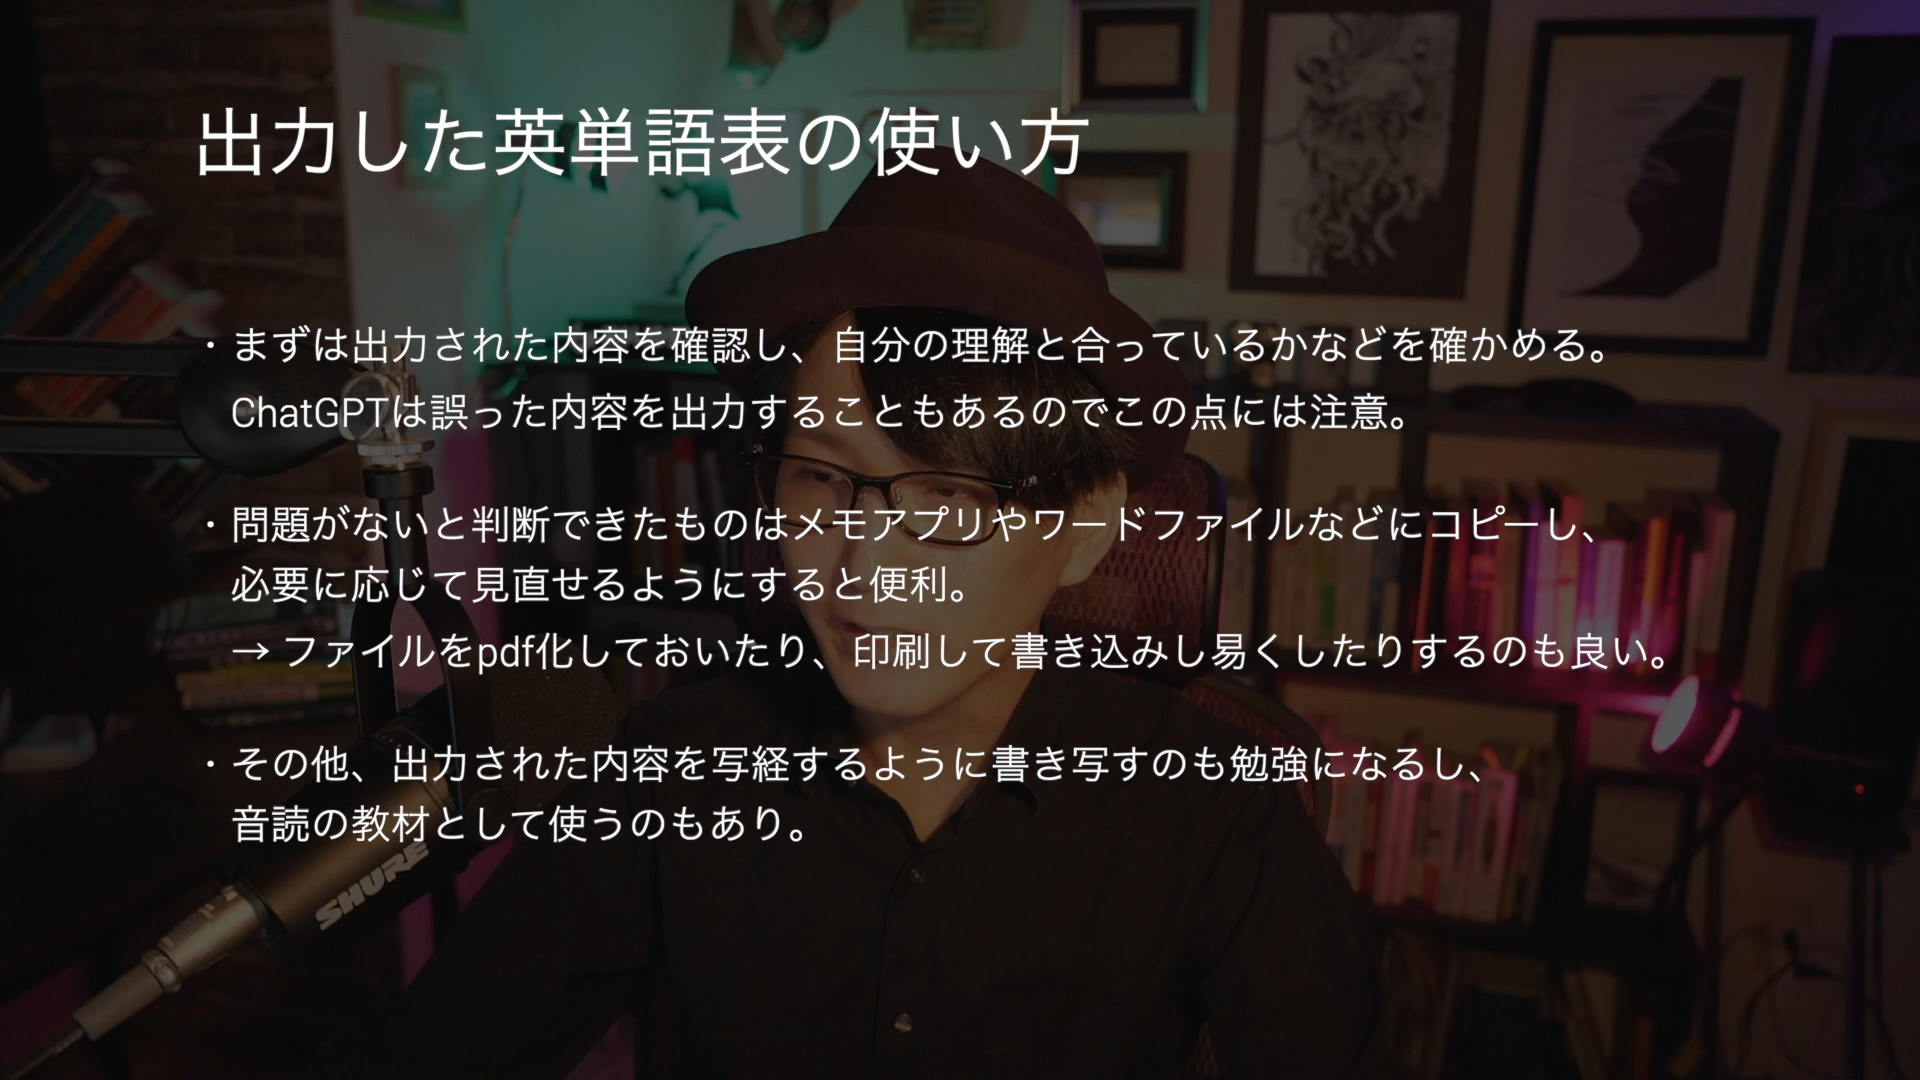 出力した英単語表の使い方
・まずは出力された内容を確認し、自分の理解と合っているかなどを確かめる。
ChatGPTは誤った内容を出力することもあるのでこの点には注意。
・問題がないと判断できたものはメモアプリやワードファイルなどにコピーし、
必要に応じて見直せるようにすると便利。
→ ファイルをpdf化しておいたり、印刷して書き込みし易くしたりするのも良い。
・その他、出力された内容を写経するように書き写すのも勉強になるし、
音読の教材として使うのもあり。
SHURE